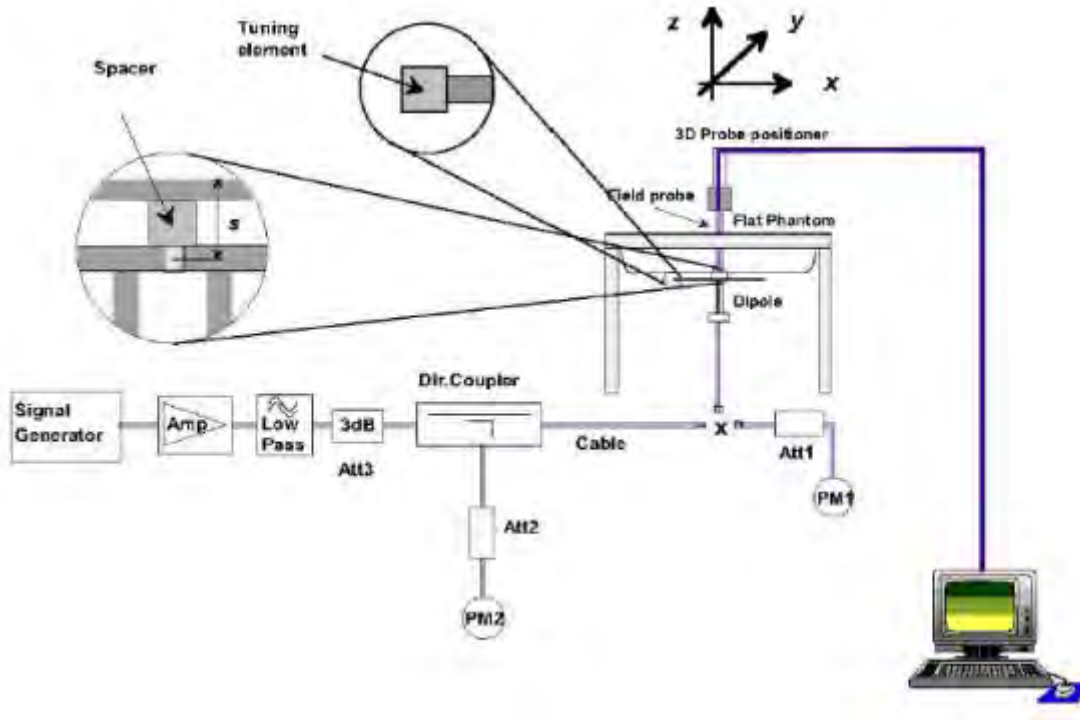 Tuning
element
Spacer
z
y
x
3D Probe positioner
Field probe
Flat Phantom
s
Dipole
Dir.Coupler
Signal
Generator
Amp
Low
Pass
3dB
Att3
Cable
x
Att1
PM1
Att2
PM2